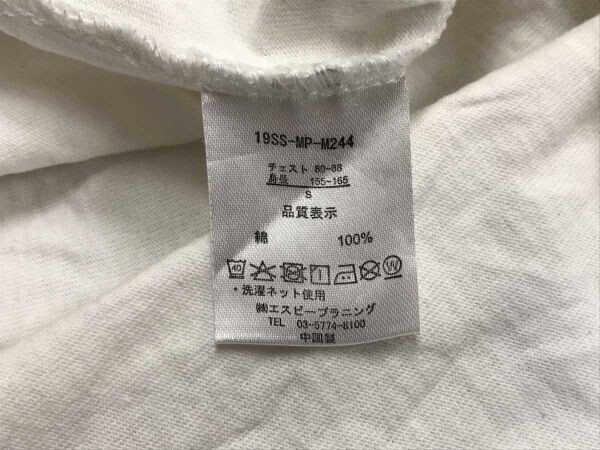 19SS-MP-M244
チェスト 80-88
身長 155-165
S
品質表示
綿 100%
40
・洗濯ネット使用
㈱エスピープラニング
TEL 03-5774-8100
中国製